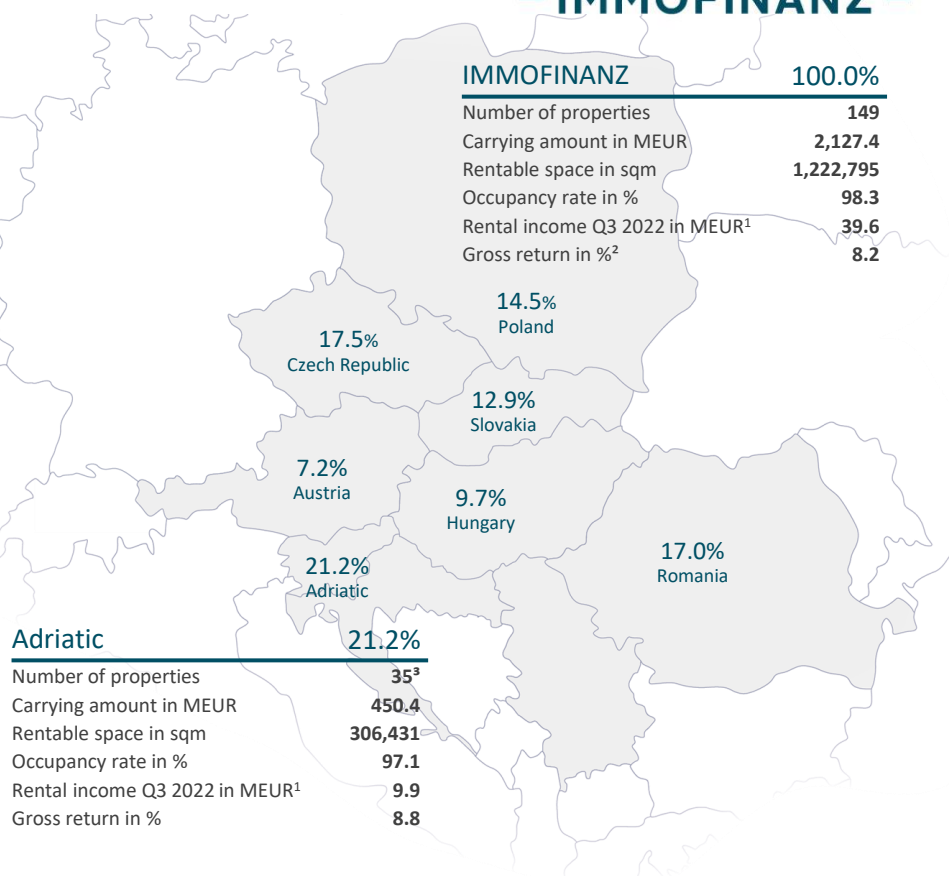 IMMOFINANZ
IMMOFINANZ 100.0%
Number of properties 149
Carrying amount in MEUR 2,127.4
Rentable space in sqm 1,222,795
Occupancy rate in % 98.3
Rental income Q3 2022 in MEUR¹ 39.6
Gross return in %² 8.2
14.5%
Poland
17.5%
Czech Republic
12.9%
Slovakia
7.2%
Austria
9.7%
Hungary
17.0%
Romania
21.2%
Adriatic
Adriatic 21.2%
Number of properties 35³
Carrying amount in MEUR 450.4
Rentable space in sqm 306,431
Occupancy rate in % 97.1
Rental income Q3 2022 in MEUR¹ 9.9
Gross return in % 8.8